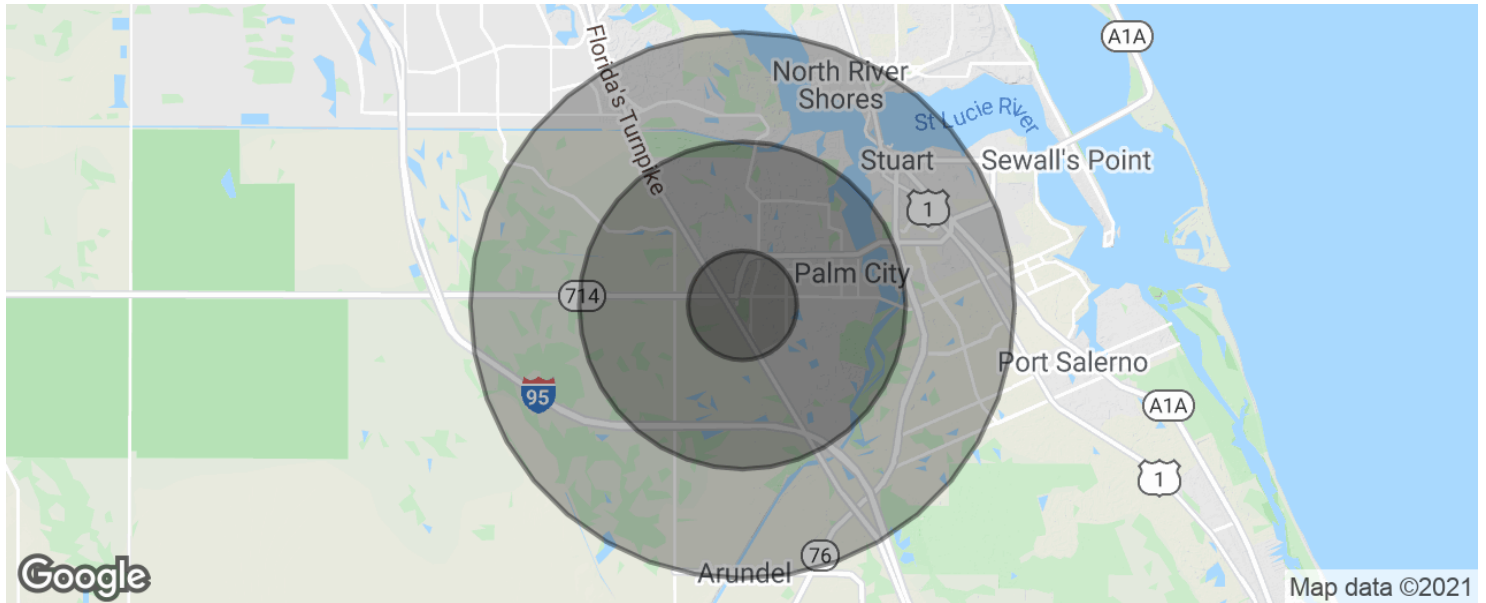 A1A
Florida's Turnpike
North River
Shores
St Lucie River
Stuart
Sewall's Point
1
Palm City
714
Port Salerno
95
A1A
1
76
Arundel
Google
Map data ©2021